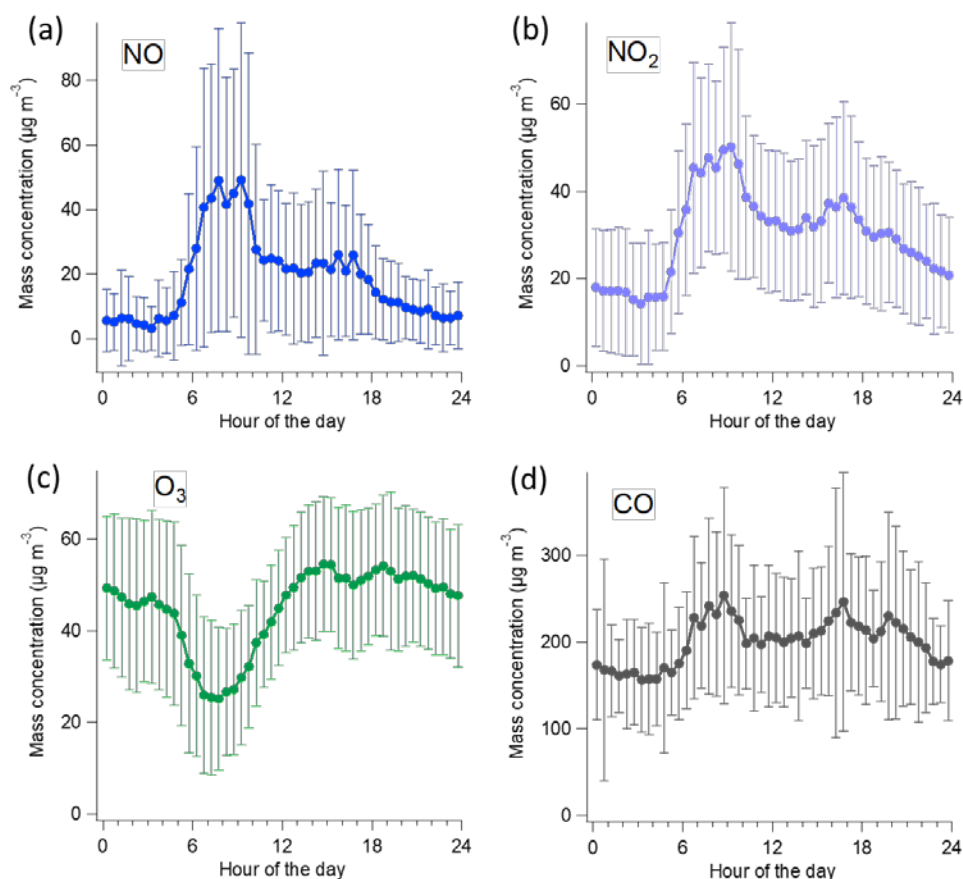 (a)
NO
Mass concentration (µg m⁻³)
80
60
40
20
0
0
6
12
18
24
Hour of the day
(b)
NO₂
Mass concentration (µg m⁻³)
60
40
20
0
0
6
12
18
24
Hour of the day
(c)
O₃
Mass concentration (µg m⁻³)
60
40
20
0
0
6
12
18
24
Hour of the day
(d)
CO
Mass concentration (µg m⁻³)
300
200
100
0
0
6
12
18
24
Hour of the day